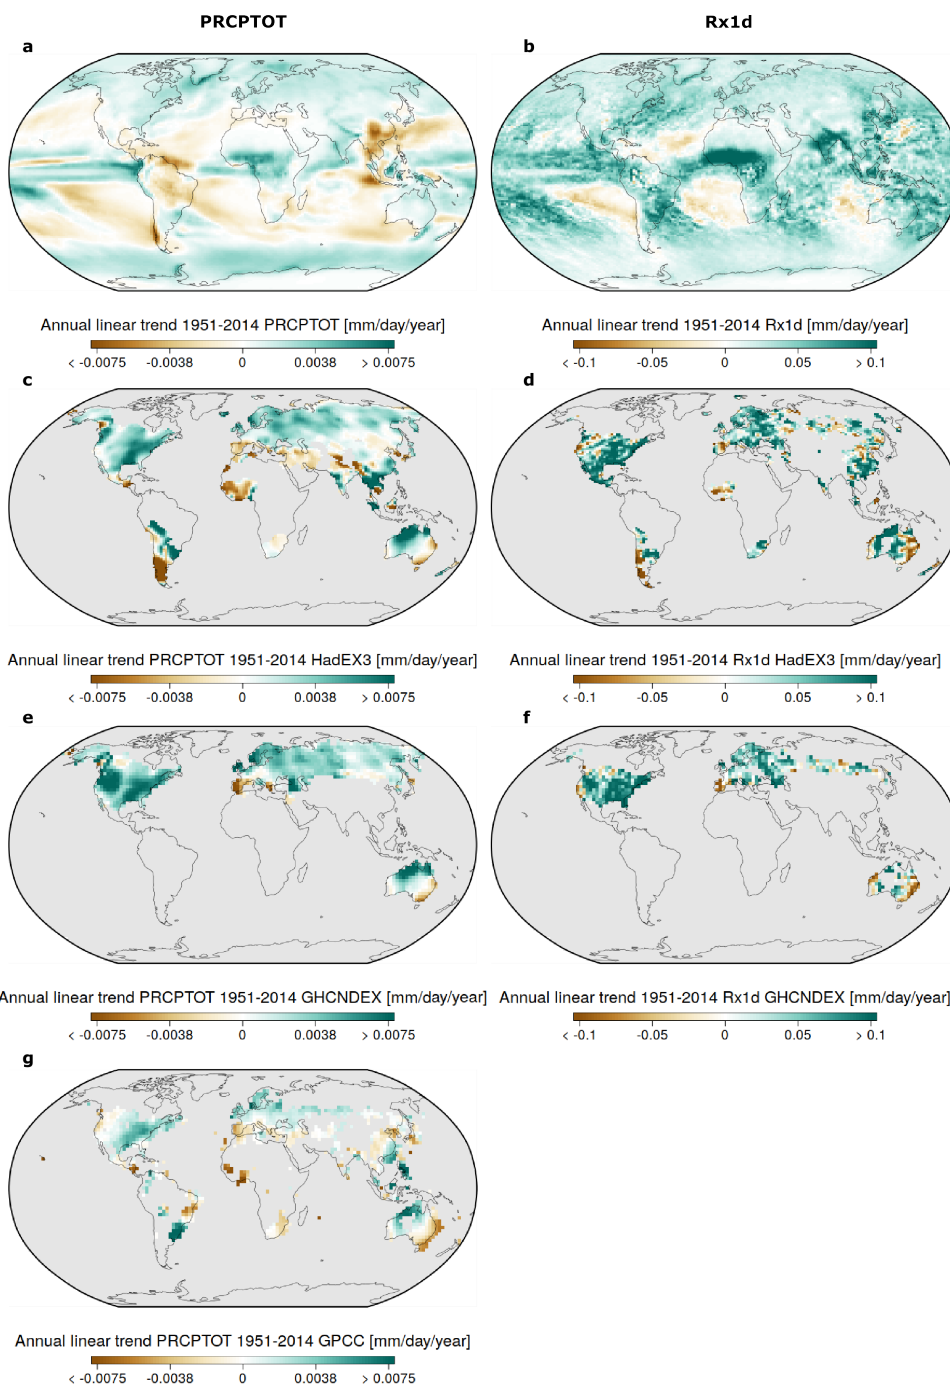 PRCPTOT
Rx1d
a
b
Annual linear trend 1951-2014 PRCPTOT [mm/day/year]
< -0.0075 -0.0038 0 0.0038 > 0.0075
Annual linear trend 1951-2014 Rx1d [mm/day/year]
< -0.1 -0.05 0 0.05 > 0.1
c
d
Annual linear trend PRCPTOT 1951-2014 HadEX3 [mm/day/year]
< -0.0075 -0.0038 0 0.0038 > 0.0075
Annual linear trend 1951-2014 Rx1d HadEX3 [mm/day/year]
< -0.1 -0.05 0 0.05 > 0.1
e
f
Annual linear trend PRCPTOT 1951-2014 GHCNDEX [mm/day/year]
< -0.0075 -0.0038 0 0.0038 > 0.0075
Annual linear trend 1951-2014 Rx1d GHCNDEX [mm/day/year]
< -0.1 -0.05 0 0.05 > 0.1
g
Annual linear trend PRCPTOT 1951-2014 GPCC [mm/day/year]
< -0.0075 -0.0038 0 0.0038 > 0.0075